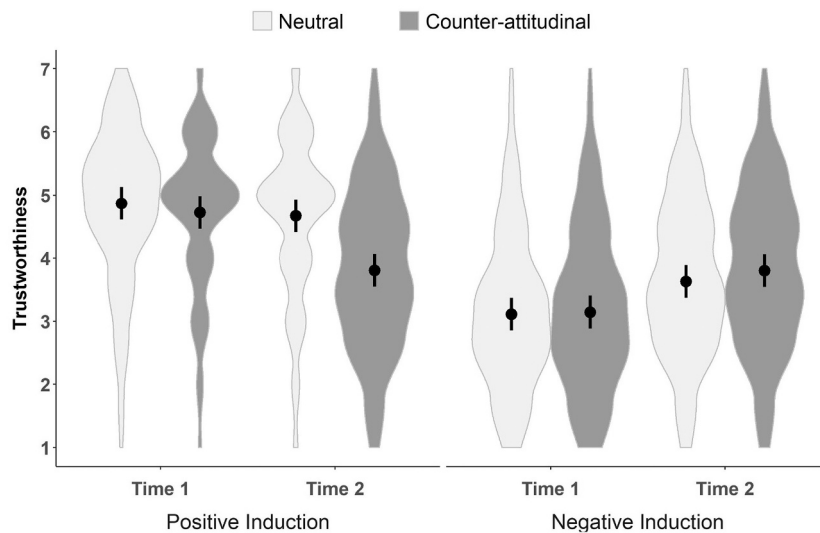 Neutral Counter-attitudinal
Trustworthiness
7
6
5
4
3
2
1
Time 1 Time 2 Time 1 Time 2
Positive Induction Negative Induction